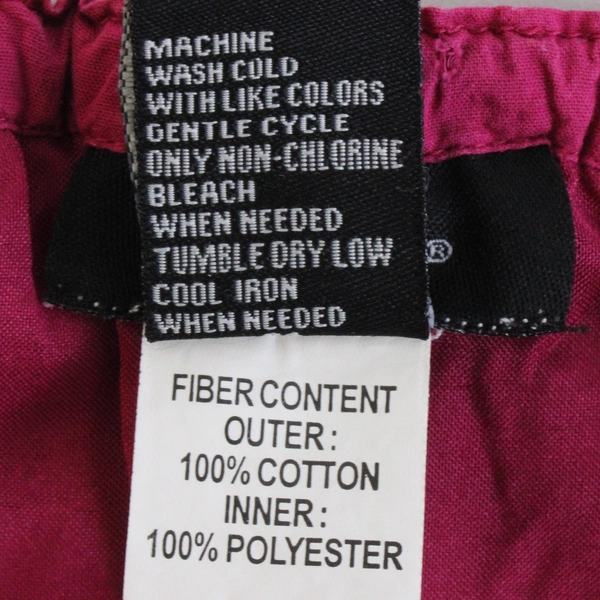 MACHINE
WASH COLD
WITH LIKE COLORS
GENTLE CYCLE
ONLY NON-CHLORINE
BLEACH
WHEN NEEDED
TUMBLE DRY LOW
®
COOL IRON
WHEN NEEDED
FIBER CONTENT
OUTER:
100% COTTON
INNER:
100% POLYESTER